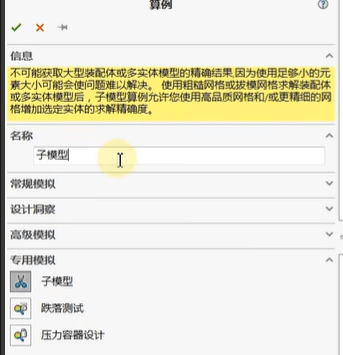 算例
信息
不可能获取大型装配体或多实体模型的精确结果,因为使用足够小的元
素大小可能会使问题难以解决。 使用粗糙网格或拔模网格求解装配体
或多实体模型后，子模型算例允许您使用高品质网格和/或更精细的网
格增加选定实体的求解精确度。
名称
子模型
常规模拟
设计洞察
高级模拟
专用模拟
子模型
跌落测试
压力容器设计